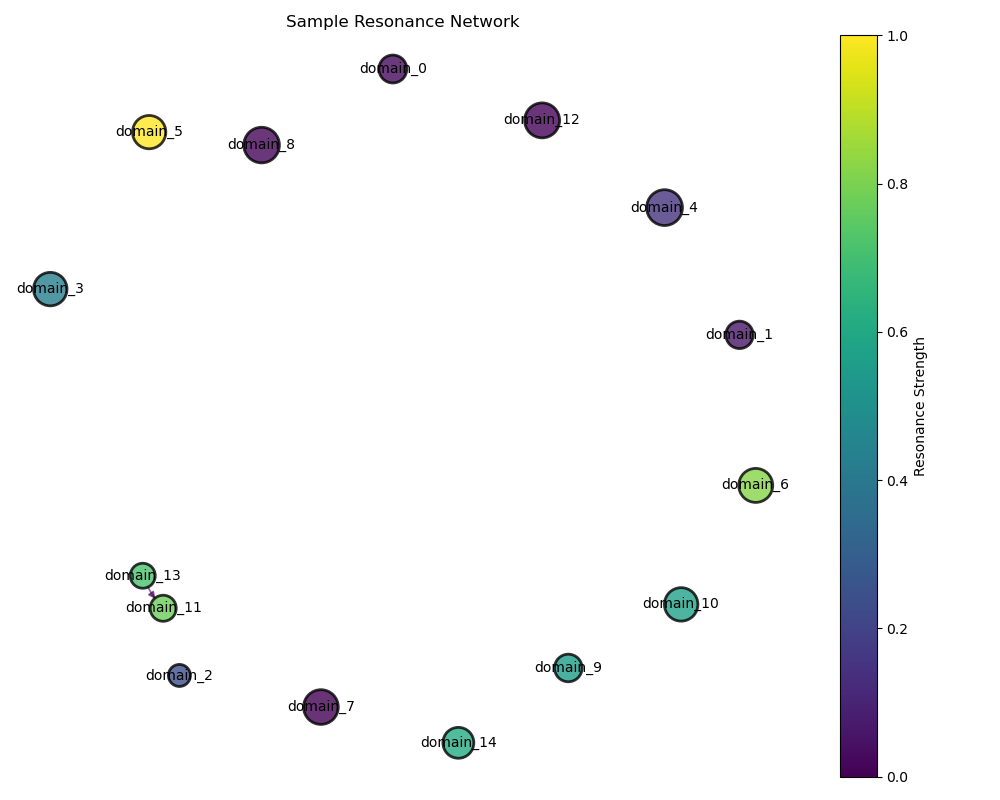 Sample Resonance Network
domain_0
domain_12
domain_5
domain_8
domain_4
domain_3
domain_1
domain_6
domain_13
domain_11
domain_10
domain_9
domain_2
domain_7
domain_14
1.0
0.8
0.6
0.4
0.2
0.0
Resonance Strength